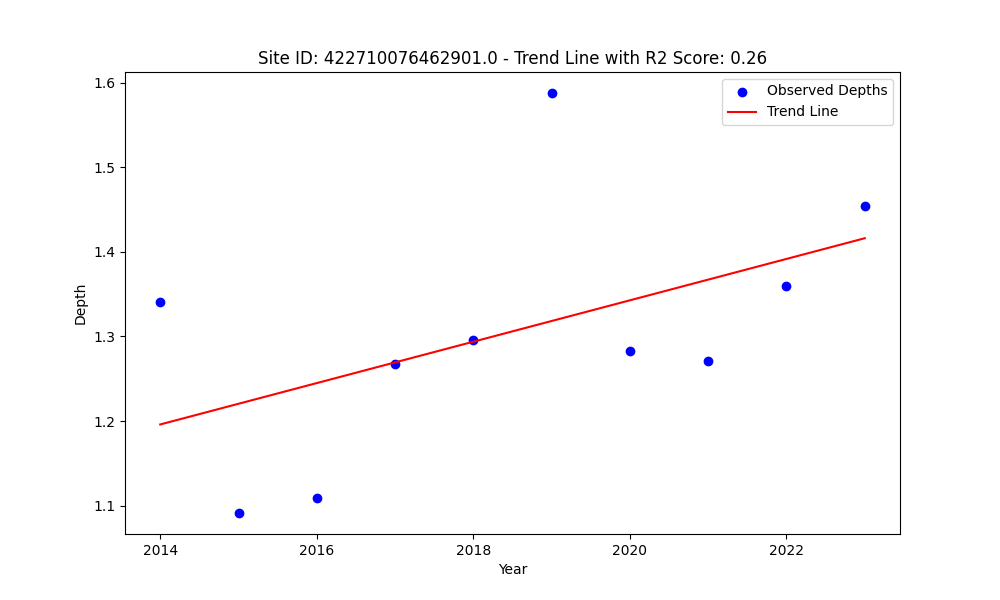 Site ID: 422710076462901.0 - Trend Line with R2 Score: 0.26
Observed Depths
Trend Line
1.6
1.5
1.4
1.3
1.2
1.1
Depth
2014
2016
2018
2020
2022
Year